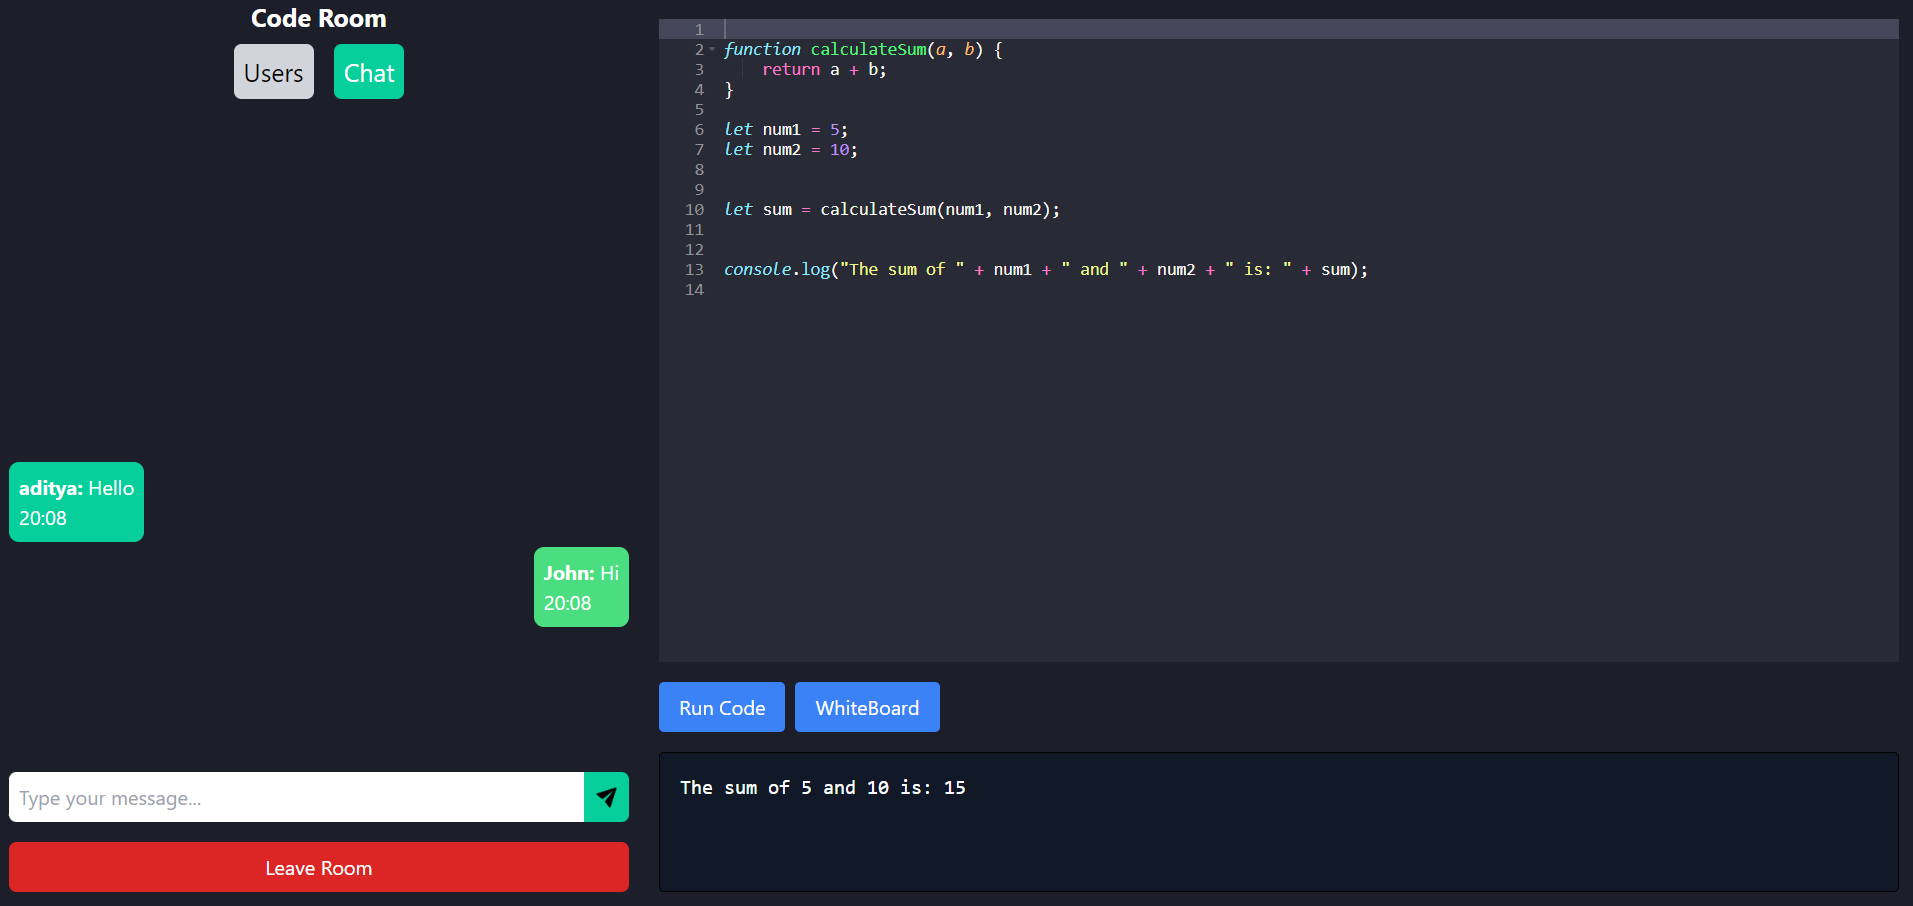 Code Room
Users Chat
aditya: Hello
20:08
John: Hi
20:08
Type your message...
Leave Room
1
2 function calculateSum(a, b) {
3     return a + b;
4 }
5
6 let num1 = 5;
7 let num2 = 10;
8
9
10 let sum = calculateSum(num1, num2);
11
12
13 console.log("The sum of " + num1 + " and " + num2 + " is: " + sum);
14
Run Code WhiteBoard
The sum of 5 and 10 is: 15